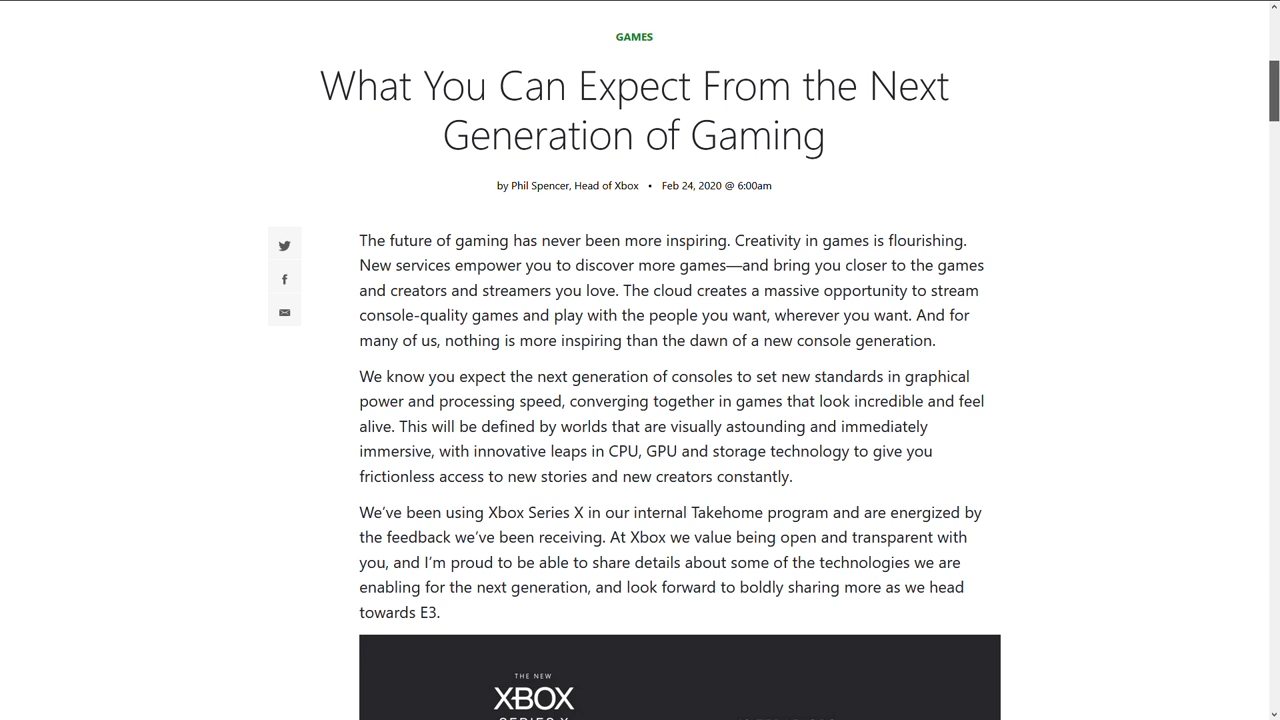 GAMES
What You Can Expect From the Next
Generation of Gaming
by Phil Spencer, Head of Xbox • Feb 24, 2020 @ 6:00am
The future of gaming has never been more inspiring. Creativity in games is flourishing.
New services empower you to discover more games—and bring you closer to the games
and creators and streamers you love. The cloud creates a massive opportunity to stream
console-quality games and play with the people you want, wherever you want. And for
many of us, nothing is more inspiring than the dawn of a new console generation.
We know you expect the next generation of consoles to set new standards in graphical
power and processing speed, converging together in games that look incredible and feel
alive. This will be defined by worlds that are visually astounding and immediately
immersive, with innovative leaps in CPU, GPU and storage technology to give you
frictionless access to new stories and new creators constantly.
We’ve been using Xbox Series X in our internal Takehome program and are energized by
the feedback we’ve been receiving. At Xbox we value being open and transparent with
you, and I’m proud to be able to share details about some of the technologies we are
enabling for the next generation, and look forward to boldly sharing more as we head
towards E3.
THE NEW
XBOX
SERIES X